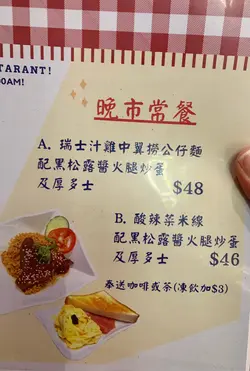 TARANT!
0AM!
晚市常餐
A. 瑞士汁雞中翼撈公仔麵
配黑松露醬火腿炒蛋
及厚多士 $48
B. 酸辣菜米線
配黑松露醬火腿炒蛋
及厚多士 $46
奉送咖啡或茶(凍飲加$3)